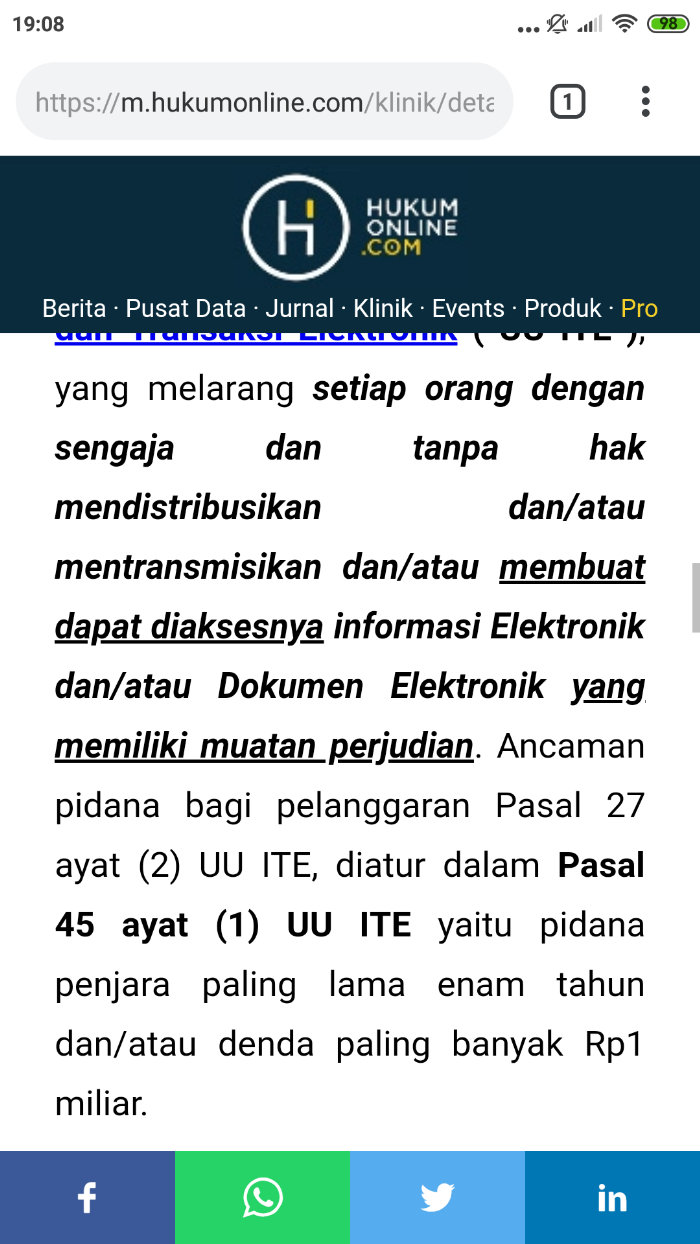 19:08
98
https://m.hukumonline.com/klinik/deta
1
HUKUM
ONLINE
.COM
Berita · Pusat Data · Jurnal · Klinik · Events · Produk · Pro
dan Transaksi Elektronik ("UU ITE"),
yang melarang setiap orang dengan
sengaja dan tanpa hak
mendistribusikan dan/atau
mentransmisikan dan/atau membuat
dapat diaksesnya informasi Elektronik
dan/atau Dokumen Elektronik yang
memiliki muatan perjudian. Ancaman
pidana bagi pelanggaran Pasal 27
ayat (2) UU ITE, diatur dalam Pasal
45 ayat (1) UU ITE yaitu pidana
penjara paling lama enam tahun
dan/atau denda paling banyak Rp1
miliar.